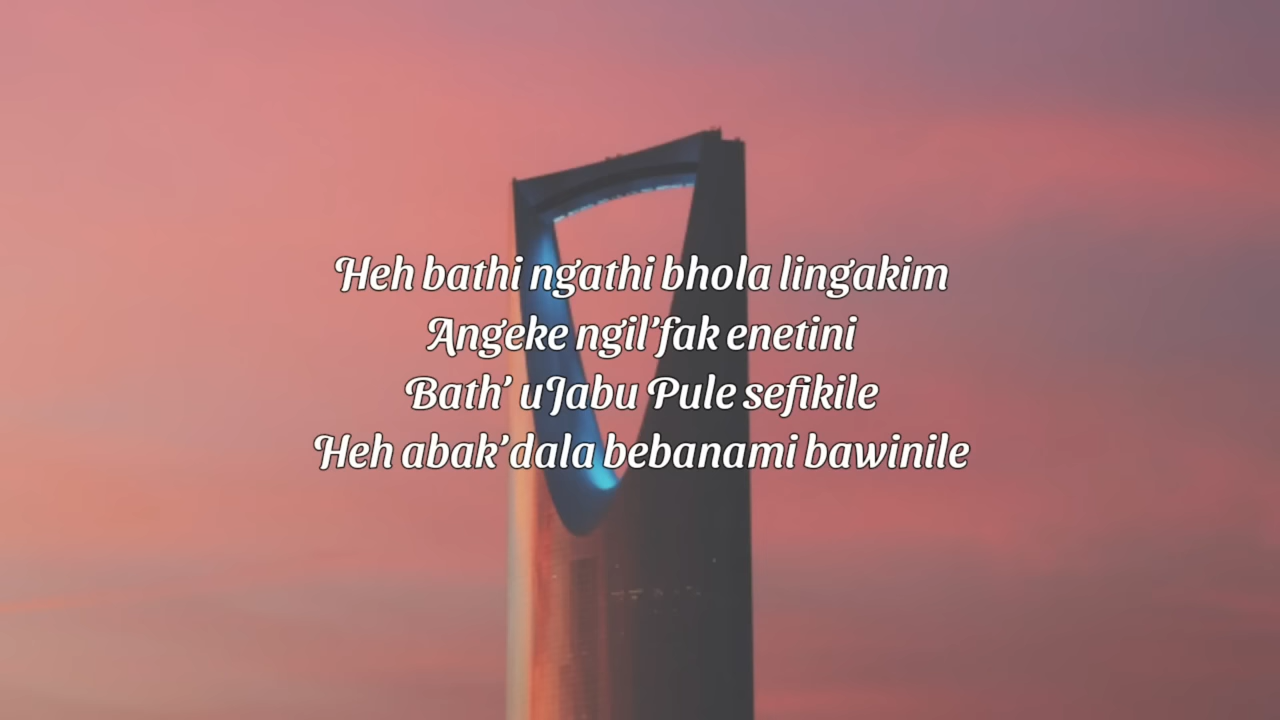 Heh bathi ngathi bhola lingakim
Angeke ngil’fak enetini
Bath’ uJabu Pule sefikile
Heh abak’dala bebanami bawinile